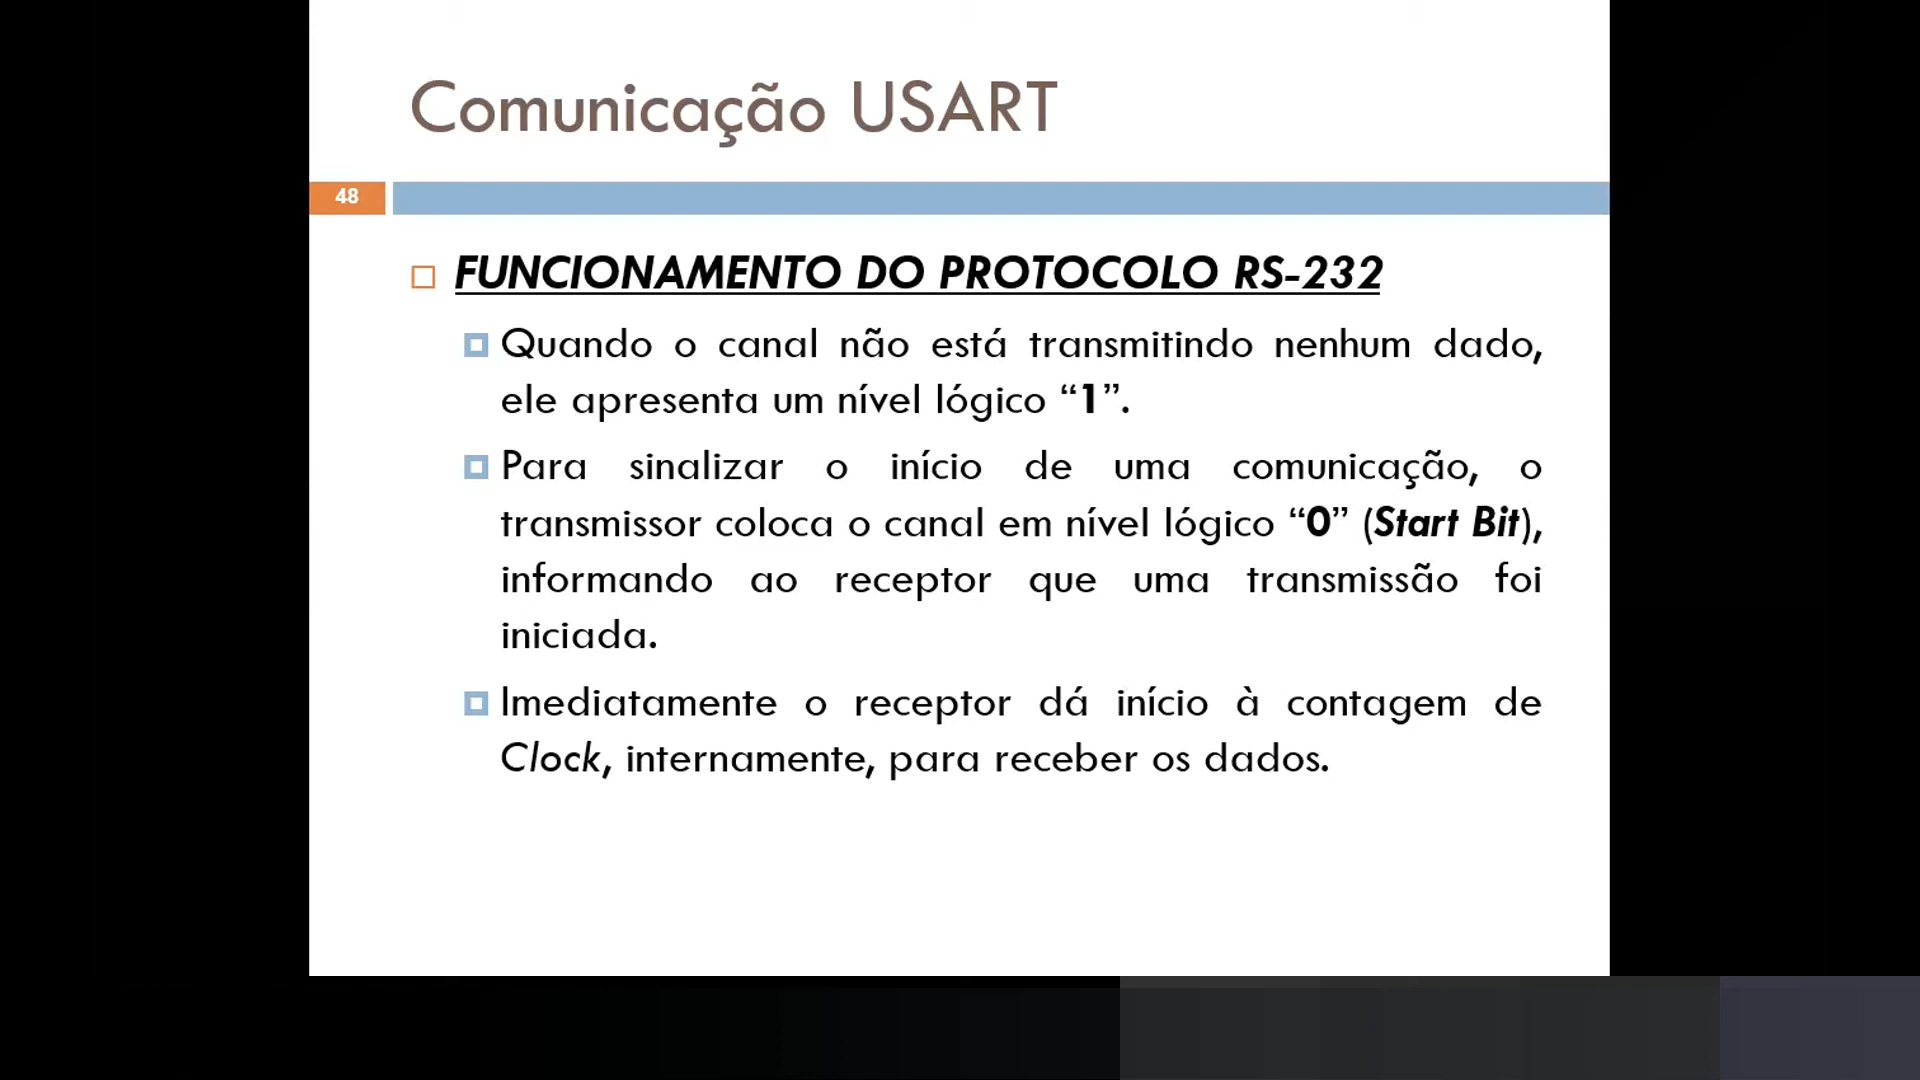 Comunicação USART
48
FUNCIONAMENTO DO PROTOCOLO RS-232
Quando o canal não está transmitindo nenhum dado,
ele apresenta um nível lógico “1”.
Para sinalizar o início de uma comunicação, o
transmissor coloca o canal em nível lógico “0” (Start Bit),
informando ao receptor que uma transmissão foi
iniciada.
Imediatamente o receptor dá início à contagem de
Clock, internamente, para receber os dados.